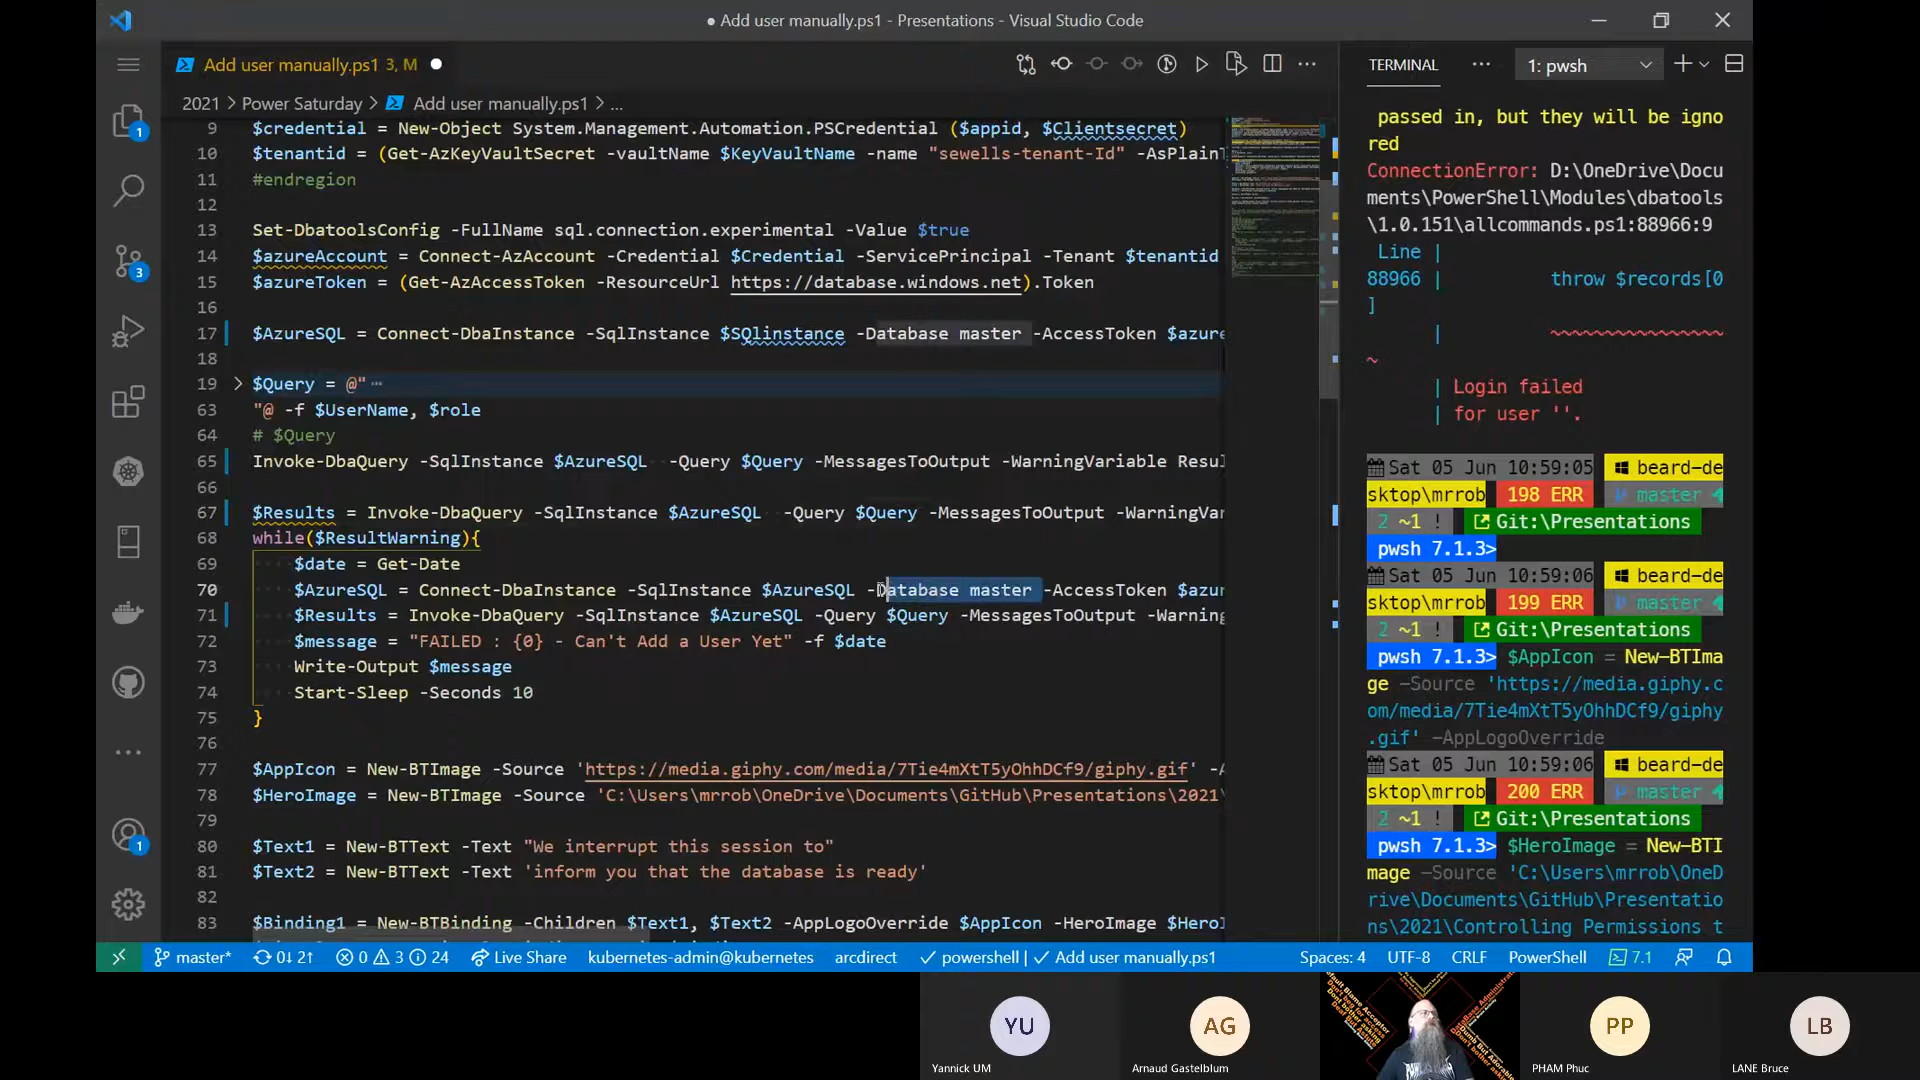 ● Add user manually.ps1 - Presentations - Visual Studio Code
Add user manually.ps1 3, M ●
2021 > Power Saturday > Add user manually.ps1 > ...
9 $credential = New-Object System.Management.Automation.PSCredential ($appid, $Clientsecret)
10 $tenantid = (Get-AzKeyVaultSecret -vaultName $KeyVaultName -name "sewells-tenant-Id" -AsPlainT
11 #endregion
12
13 Set-DbatoolsConfig -FullName sql.connection.experimental -Value $true
14 $azureAccount = Connect-AzAccount -Credential $Credential -ServicePrincipal -Tenant $tenantid
15 $azureToken = (Get-AzAccessToken -ResourceUrl https://database.windows.net).Token
16
17 $AzureSQL = Connect-DbaInstance -SqlInstance $SQlinstance -Database master -AccessToken $azure
18
19 $Query = @" ...
63 "@ -f $UserName, $role
64 # $Query
65 Invoke-DbaQuery -SqlInstance $AzureSQL -Query $Query -MessagesToOutput -WarningVariable Resul
66
67 $Results = Invoke-DbaQuery -SqlInstance $AzureSQL -Query $Query -MessagesToOutput -WarningVar
68 while($ResultWarning){
69 $date = Get-Date
70 $AzureSQL = Connect-DbaInstance -SqlInstance $AzureSQL -Database master -AccessToken $azur
71 $Results = Invoke-DbaQuery -SqlInstance $AzureSQL -Query $Query -MessagesToOutput -Warning
72 $message = "FAILED : {0} - Can't Add a User Yet" -f $date
73 Write-Output $message
74 Start-Sleep -Seconds 10
75 }
76
77 $AppIcon = New-BTImage -Source 'https://media.giphy.com/media/7Tie4mXtT5yOhhDCf9/giphy.gif' -A
78 $HeroImage = New-BTImage -Source 'C:\Users\mrrob\OneDrive\Documents\GitHub\Presentations\2021\
79
80 $Text1 = New-BTText -Text "We interrupt this session to"
81 $Text2 = New-BTText -Text 'inform you that the database is ready'
82
83 $Binding1 = New-BTBinding -Children $Text1, $Text2 -AppLogoOverride $AppIcon -HeroImage $HeroI
TERMINAL ... 1: pwsh
passed in, but they will be igno
red
ConnectionError: D:\OneDrive\Docu
ments\PowerShell\Modules\dbatools
\1.0.151\allcommands.ps1:88966:9
Line |
88966 | throw $records[0
]
| ~~~~~~~~~~~~~~~~
~
| Login failed
| for user ''.
Sat 05 Jun 10:59:05 beard-de
sktop\mrrob 198 ERR master
2 ~1 ! Git:\Presentations
pwsh 7.1.3>
Sat 05 Jun 10:59:06 beard-de
sktop\mrrob 199 ERR master
2 ~1 ! Git:\Presentations
pwsh 7.1.3> $AppIcon = New-BTIma
ge -Source 'https://media.giphy.c
om/media/7Tie4mXtT5yOhhDCf9/giphy
.gif' -AppLogoOverride
Sat 05 Jun 10:59:06 beard-de
sktop\mrrob 200 ERR master
2 ~1 ! Git:\Presentations
pwsh 7.1.3> $HeroImage = New-BTI
mage -Source 'C:\Users\mrrob\OneD
rive\Documents\GitHub\Presentatio
ns\2021\Controlling Permissions t
1
3
1
master* 0↓ 2↑ 0 3 24 Live Share kubernetes-admin@kubernetes arcdirect ✓ powershell | ✓ Add user manually.ps1 Spaces: 4 UTF-8 CRLF PowerShell 7.1
YU AG PP LB
Yannick UM Arnaud Gastelblum PHAM Phuc LANE Bruce